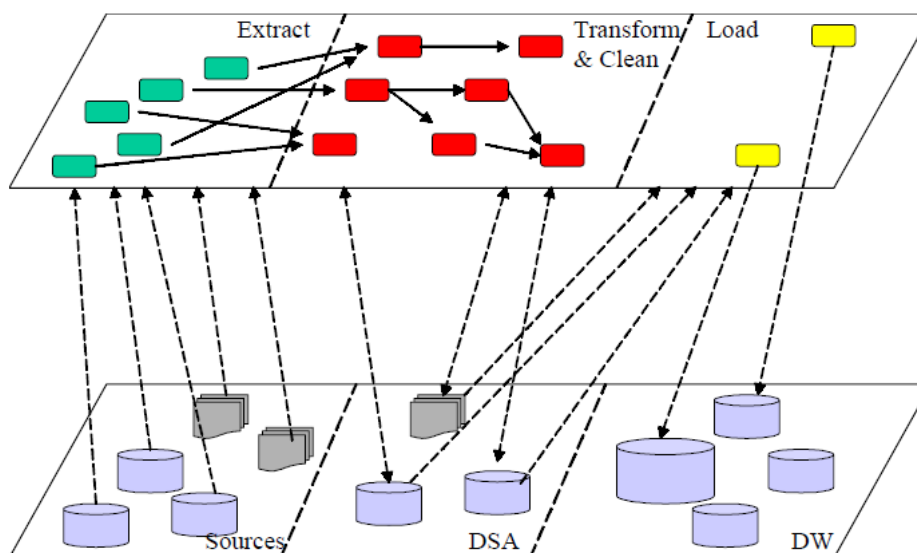 Extract
Transform
& Clean
Load
Sources
DSA
DW